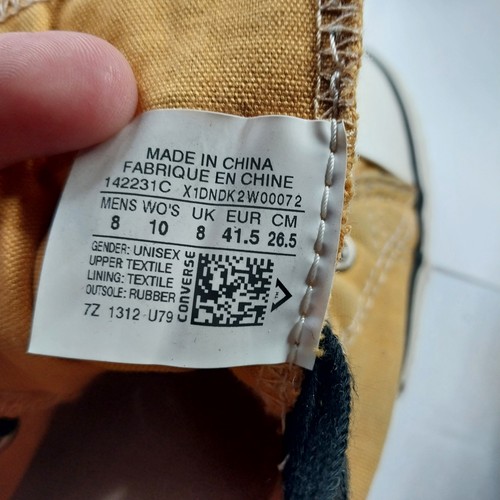 MADE IN CHINA
FABRIQUE EN CHINE
142231C X1DNDK2W00072
MENS WO'S UK EUR CM
8 10 8 41.5 26.5
GENDER: UNISEX
UPPER: TEXTILE
LINING: TEXTILE
OUTSOLE: RUBBER
CONVERSE
7Z 1312 U79